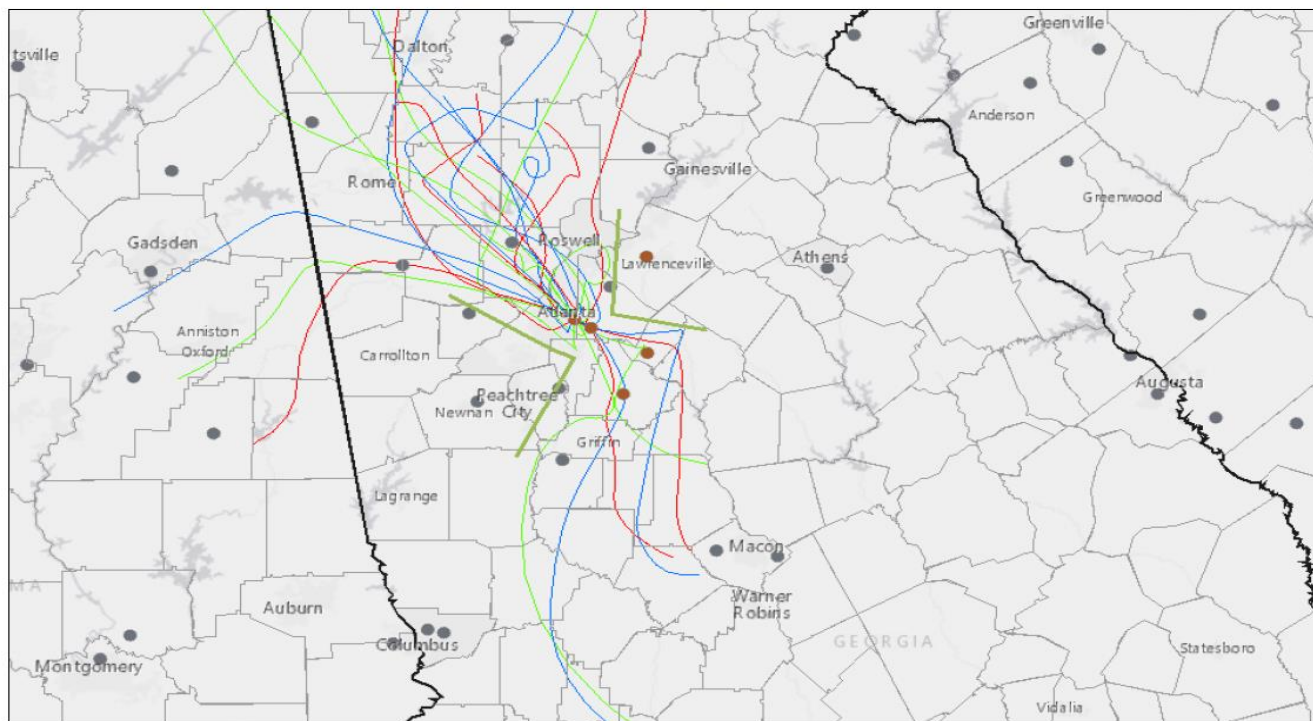 Greenville
Dalton
tsville
Anderson
Gainesville
Rome
Greenwood
Gadsden
Roswell
Lawrenceville
Athens
Atlanta
Anniston
Oxford
Carrollton
Augusta
Peachtree
City
Newnan
Griffin
Lagrange
Macon
MA
Warner
Robins
Auburn
GEORGIA
Columbus
Statesboro
Montgomery
Vidalia